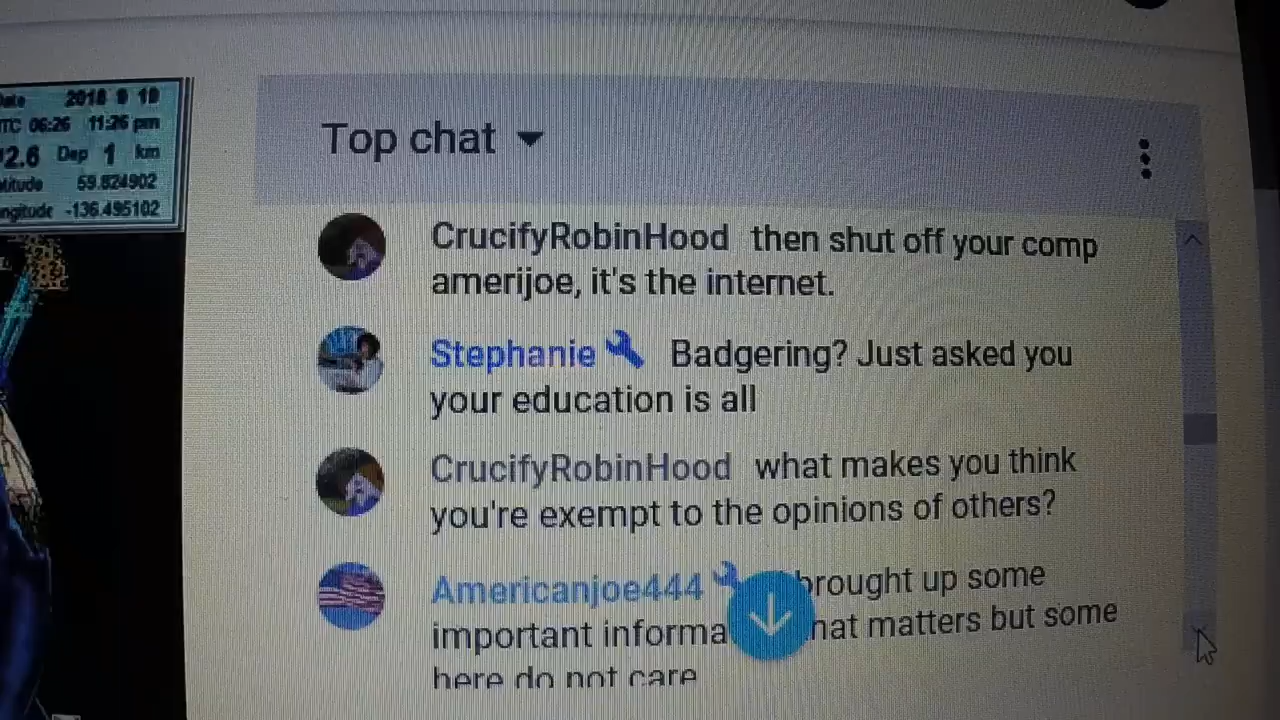 Date 2018 9 10
UTC 06:26 11:26 pm
2.6 Dep 1 km
59.824902
-136.495102
Top chat
CrucifyRobinHood then shut off your comp
amerijoe, it's the internet.
Stephanie Badgering? Just asked you
your education is all
CrucifyRobinHood what makes you think
you're exempt to the opinions of others?
Americanjoe444 brought up some
important informa hat matters but some
here do not care